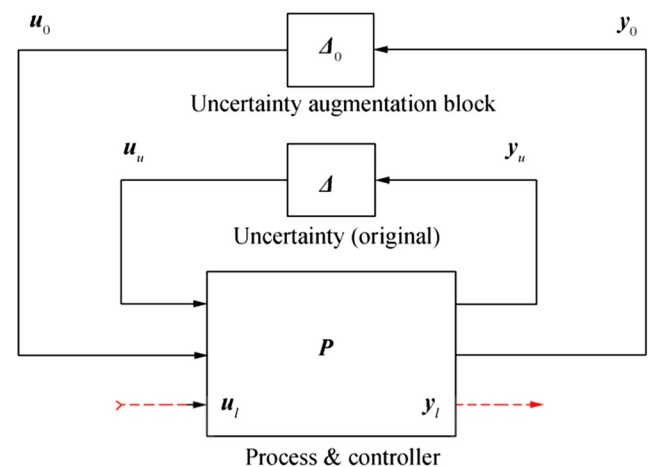 u0 y0
Δ0
Uncertainty augmentation block
uu yu
Δ
Uncertainty (original)
P
ul yl
Process & controller